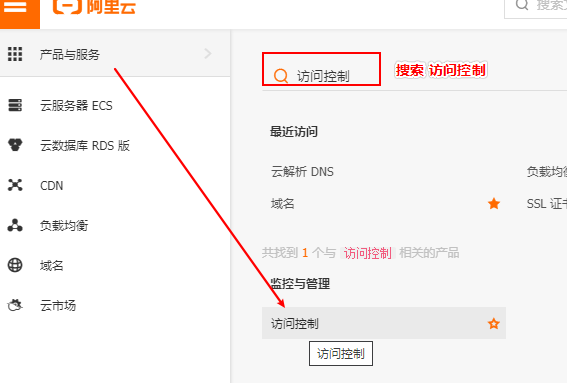 阿里云
搜索
产品与服务
云服务器 ECS
云数据库 RDS 版
CDN
负载均衡
域名
云市场
访问控制
搜索 访问控制
最近访问
云解析 DNS
负载均
域名
SSL 证
共找到 1 个与 访问控制 相关的产品
监控与管理
访问控制
访问控制